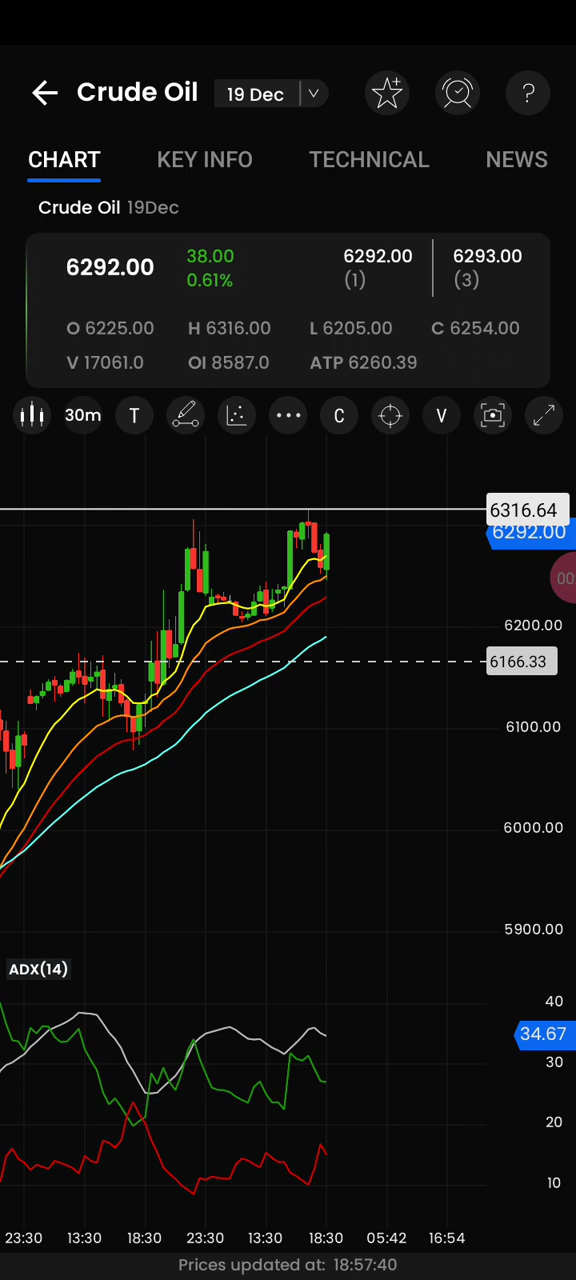 Crude Oil 19 Dec ?
CHART KEY INFO TECHNICAL NEWS
Crude Oil 19Dec
6292.00 38.00 6292.00 6293.00
0.61% (1) (3)
O 6225.00 H 6316.00 L 6205.00 C 6254.00
V 17061.0 OI 8587.0 ATP 6260.39
30m T C V
6316.64
6292.00
00
6200.00
6166.33
6100.00
6000.00
5900.00
ADX(14)
40
34.67
30
20
10
23:30 13:30 18:30 23:30 13:30 18:30 05:42 16:54
Prices updated at: 18:57:40